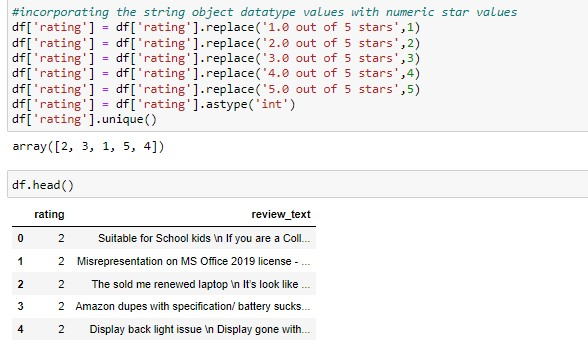 #incorporating the string object datatype values with numeric star values
df['rating'] = df['rating'].replace('1.0 out of 5 stars',1)
df['rating'] = df['rating'].replace('2.0 out of 5 stars',2)
df['rating'] = df['rating'].replace('3.0 out of 5 stars',3)
df['rating'] = df['rating'].replace('4.0 out of 5 stars',4)
df['rating'] = df['rating'].replace('5.0 out of 5 stars',5)
df['rating'] = df['rating'].astype('int')
df['rating'].unique()
array([2, 3, 1, 5, 4])
df.head()
rating review_text
0 2 Suitable for School kids \n If you are a Coll...
1 2 Misrepresentation on MS Office 2019 license - ...
2 2 The sold me renewed laptop \n It's look like ...
3 2 Amazon dupes with specification/ battery sucks...
4 2 Display back light issue \n Display gone with...